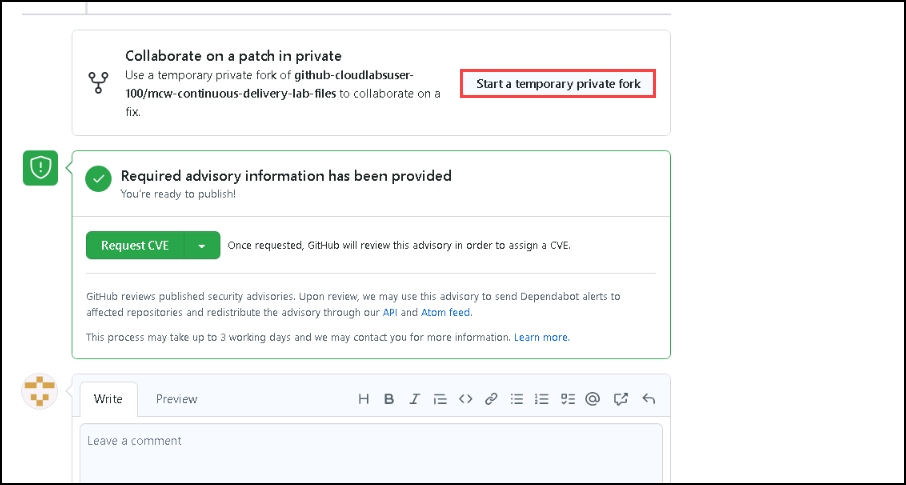 Collaborate on a patch in private
Use a temporary private fork of github-cloudlabsuser-
100/mcw-continuous-delivery-lab-files to collaborate on a
fix.
Start a temporary private fork
Required advisory information has been provided
You're ready to publish!
Request CVE
Once requested, GitHub will review this advisory in order to assign a CVE.
GitHub reviews published security advisories. Upon review, we may use this advisory to send Dependabot alerts to
affected repositories and redistribute the advisory through our API and Atom feed.
This process may take up to 3 working days and we may contact you for more information. Learn more.
Write
Preview
Leave a comment